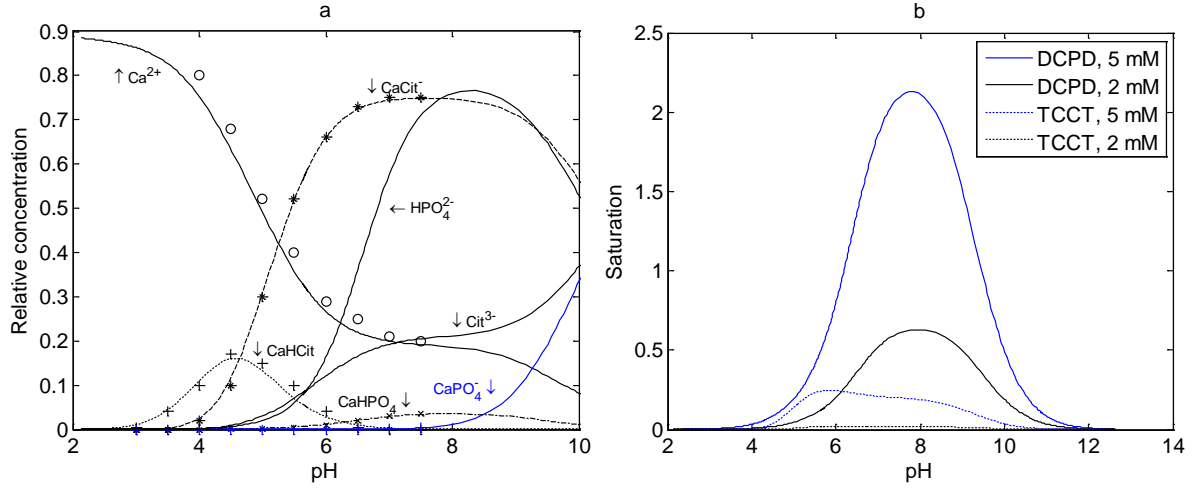 a
Relative concentration
0.9
0.8
0.7
0.6
0.5
0.4
0.3
0.2
0.1
0
2
4
6
8
10
pH
↑ Ca²⁺
↓ CaCit⁻
← HPO₄²⁻
↓ Cit³⁻
↓ CaHCit
CaHPO₄ ↓
CaPO₄⁻ ↓
b
Saturation
2.5
2
1.5
1
0.5
0
2
4
6
8
10
12
14
pH
DCPD, 5 mM
DCPD, 2 mM
TCCT, 5 mM
TCCT, 2 mM